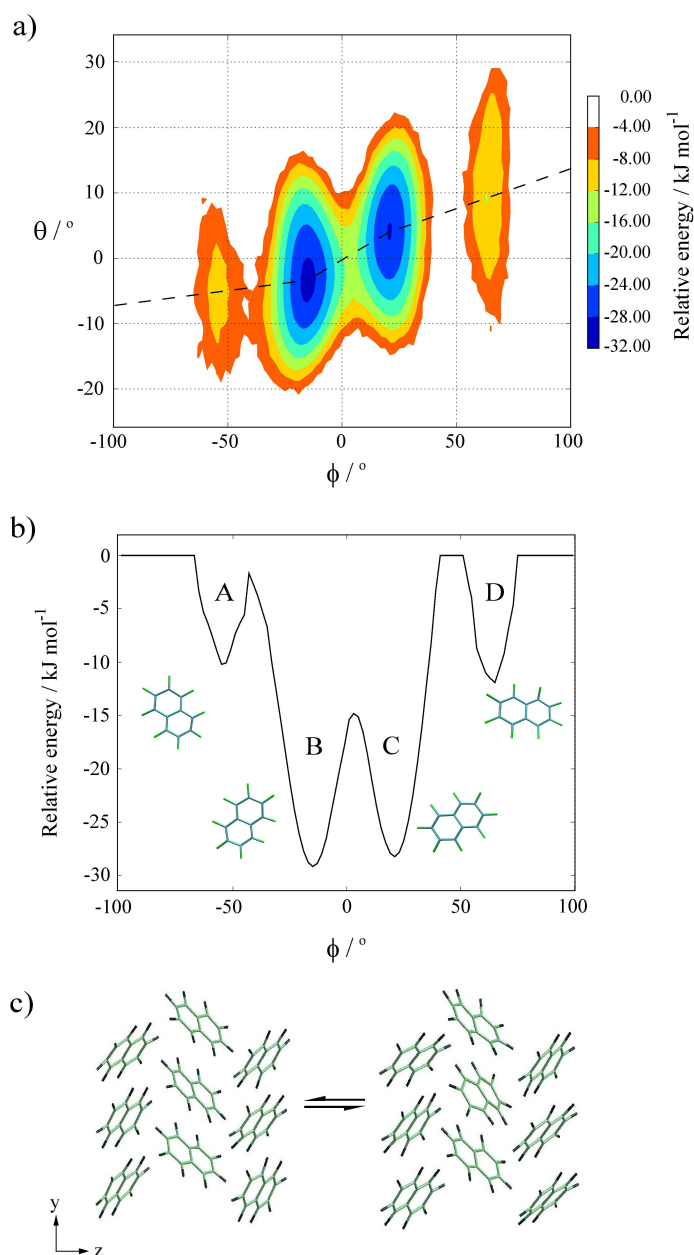 a)
30
20
10
θ / º
0
-10
-20
-100
-50
0
50
100
ϕ / º
0.00
-4.00
-8.00
-12.00
-16.00
-20.00
-24.00
-28.00
-32.00
Relative energy / kJ mol⁻¹
b)
0
-5
-10
-15
-20
-25
-30
Relative energy / kJ mol⁻¹
A
B
C
D
-100
-50
0
50
100
ϕ / º
c)
y
z